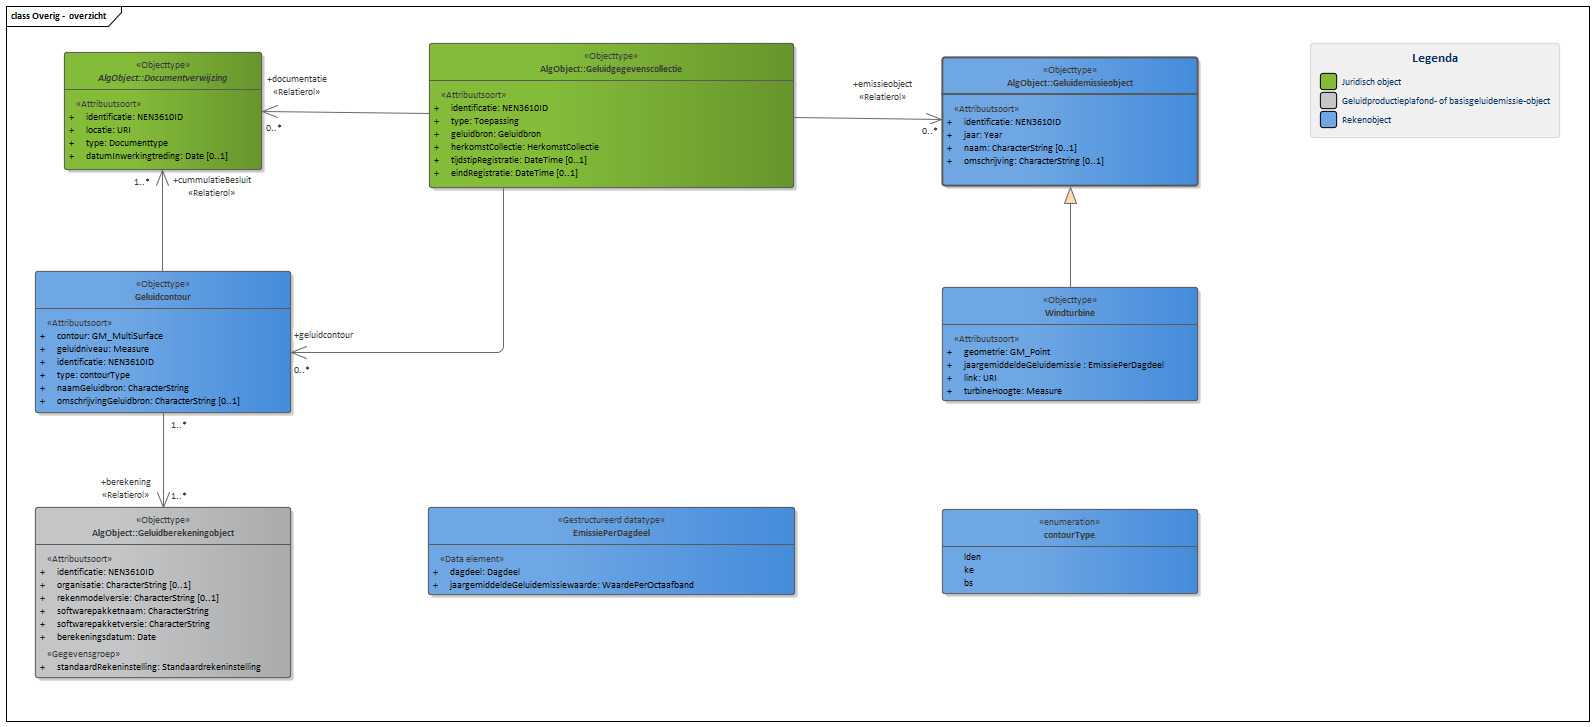 class Overig - overzicht
«Objecttype»
AlgObject::Documentverwijzing
«Attribuutsoort»
+ identificatie: NEN3610ID
+ locatie: URI
+ type: Documenttype
+ datumInwerkingtreding: Date [0..1]
+documentatie
«Relatierol»
0..*
«Objecttype»
AlgObject::Geluidgegevenscollectie
«Attribuutsoort»
+ identificatie: NEN3610ID
+ type: Toepassing
+ geluidbron: Geluidbron
+ herkomstCollectie: HerkomstCollectie
+ tijdstipRegistratie: DateTime [0..1]
+ eindRegistratie: DateTime [0..1]
+emissieobject
«Relatierol»
0..*
«Objecttype»
AlgObject::Geluidemissieobject
«Attribuutsoort»
+ identificatie: NEN3610ID
+ jaar: Year
+ naam: CharacterString [0..1]
+ omschrijving: CharacterString [0..1]
Legenda
Juridisch object
Geluidproductieplafond- of basisgeluidemissie-object
Rekenobject
1..*
+cummulatieBesluit
«Relatierol»
«Objecttype»
Geluidcontour
«Attribuutsoort»
+ contour: GM_MultiSurface
+ geluidniveau: Measure
+ identificatie: NEN3610ID
+ type: contourType
+ naamGeluidbron: CharacterString
+ omschrijvingGeluidbron: CharacterString [0..1]
+geluidcontour
0..*
«Objecttype»
Windturbine
«Attribuutsoort»
+ geometrie: GM_Point
+ jaargemiddeldeGeluidemissie : EmissiePerDagdeel
+ link: URI
+ turbineHoogte: Measure
1..*
+berekening
«Relatierol»
1..*
«Objecttype»
AlgObject::Geluidberekeningobject
«Attribuutsoort»
+ identificatie: NEN3610ID
+ organisatie: CharacterString [0..1]
+ rekenmodelversie: CharacterString [0..1]
+ softwarepakketnaam: CharacterString
+ softwarepakketversie: CharacterString
+ berekeningsdatum: Date
«Gegevensgroep»
+ standaardRekeninstelling: Standaardrekeninstelling
«Gestructureerd datatype»
EmissiePerDagdeel
«Data element»
+ dagdeel: Dagdeel
+ jaargemiddeldeGeluidemissiewaarde: WaardePerOctaafband
«enumeration»
contourType
lden
ke
bs